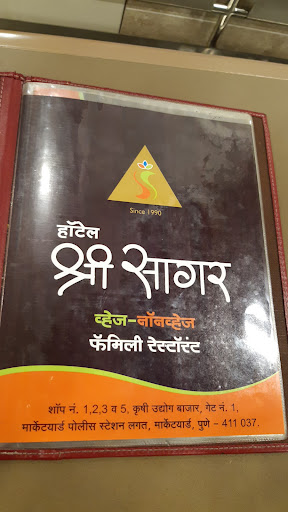 Since 1990
हॉटेल
श्री सागर
व्हेज-नॉनव्हेज
फॅमिली रेस्टॉरंट
शॉप नं. 1,2,3 व 5, कृषी उद्योग बाजार, गेट नं. 1,
मार्केटयार्ड पोलीस स्टेशन लगत, मार्केटयार्ड, पुणे - 411 037.